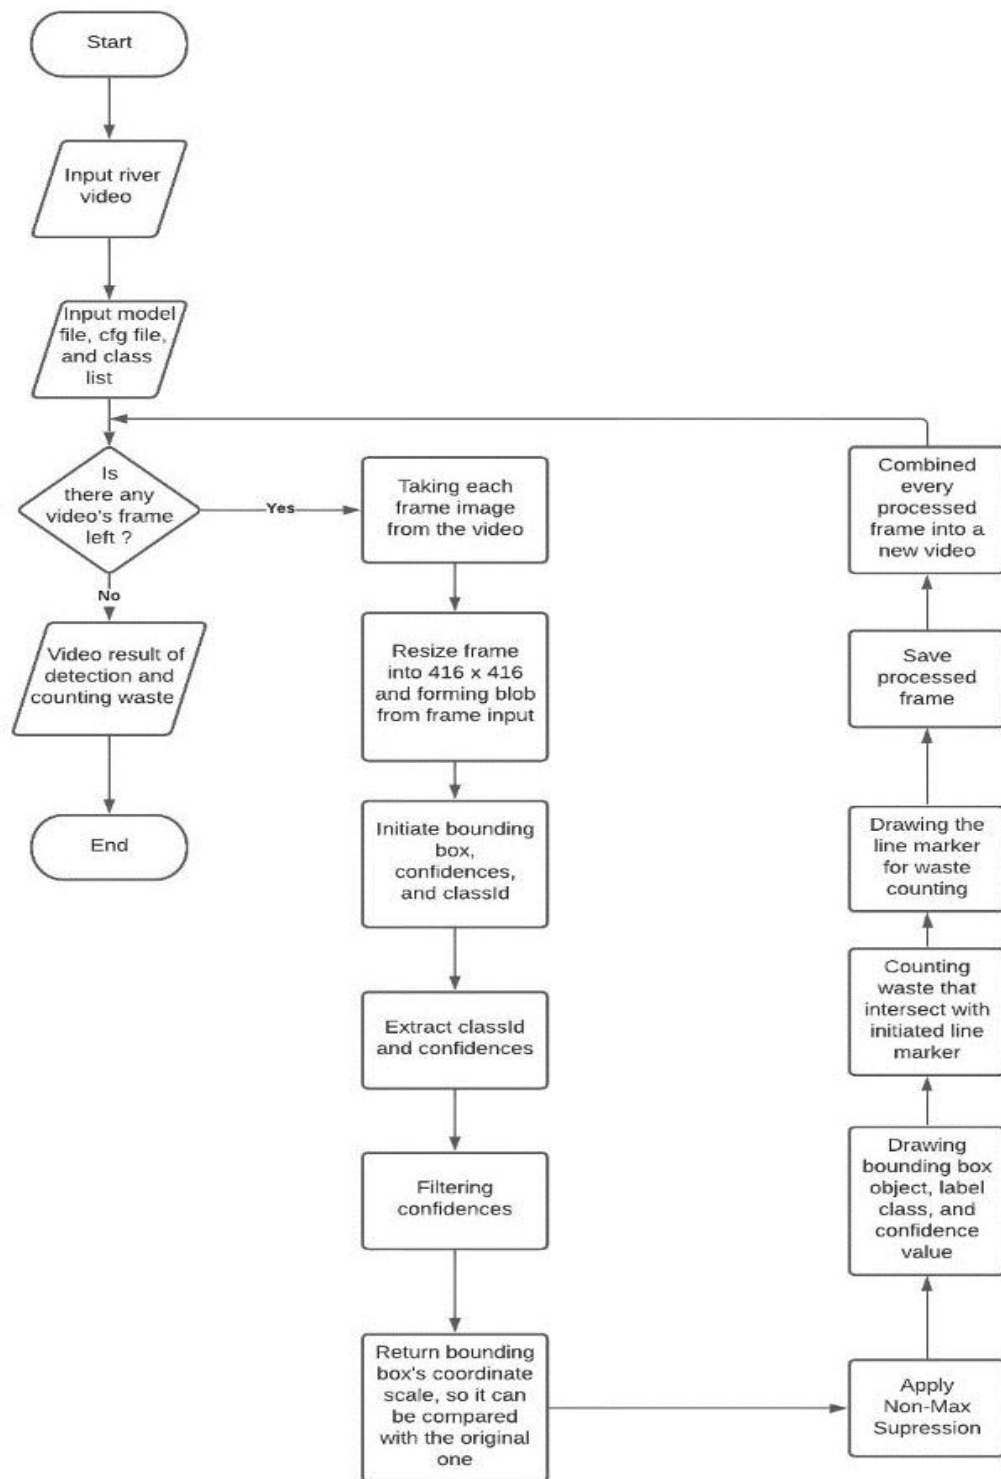 Start
Input river
video
Input model
file, cfg file,
and class
list
Is
there any
video's frame
left ?
Yes
No
Video result of
detection and
counting waste
End
Taking each
frame image
from the video
Resize frame
into 416 x 416
and forming blob
from frame input
Initiate bounding
box,
confidences,
and classId
Extract classId
and confidences
Filtering
confidences
Return bounding
box's coordinate
scale, so it can
be compared
with the original
one
Apply
Non-Max
Supression
Drawing
bounding box
object, label
class, and
confidence
value
Counting
waste that
intersect with
initiated line
marker
Drawing the
line marker
for waste
counting
Save
processed
frame
Combined
every
processed
frame into a
new video